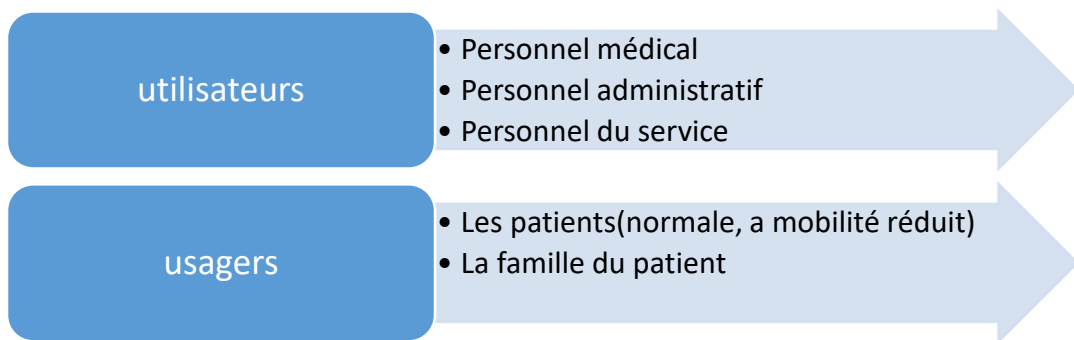 utilisateurs
• Personnel médical
• Personnel administratif
• Personnel du service
usagers
• Les patients(normale, a mobilité réduit)
• La famille du patient